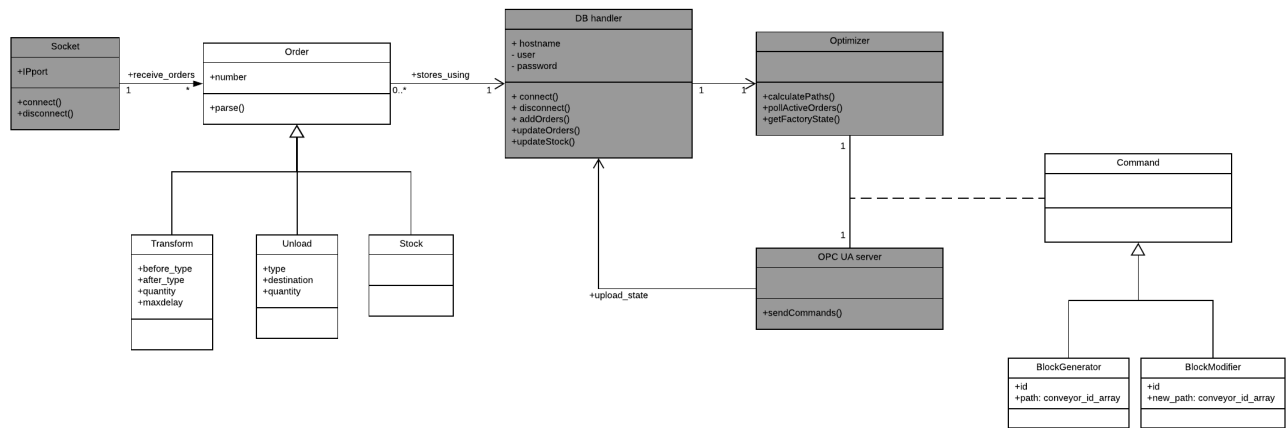 Socket
+IPport
+connect()
+disconnect()
+receive_orders
1
*
Order
+number
+parse()
+stores_using
0..*
1
DB handler
+ hostname
- user
- password
+ connect()
+ disconnect()
+ addOrders()
+updateOrders()
+updateStock()
1
1
Optimizer
+calculatePaths()
+pollActiveOrders()
+getFactoryState()
1
1
Command
Transform
+before_type
+after_type
+quantity
+maxdelay
Unload
+type
+destination
+quantity
Stock
+upload_state
OPC UA server
+sendCommands()
BlockGenerator
+id
+path: conveyor_id_array
BlockModifier
+id
+new_path: conveyor_id_array